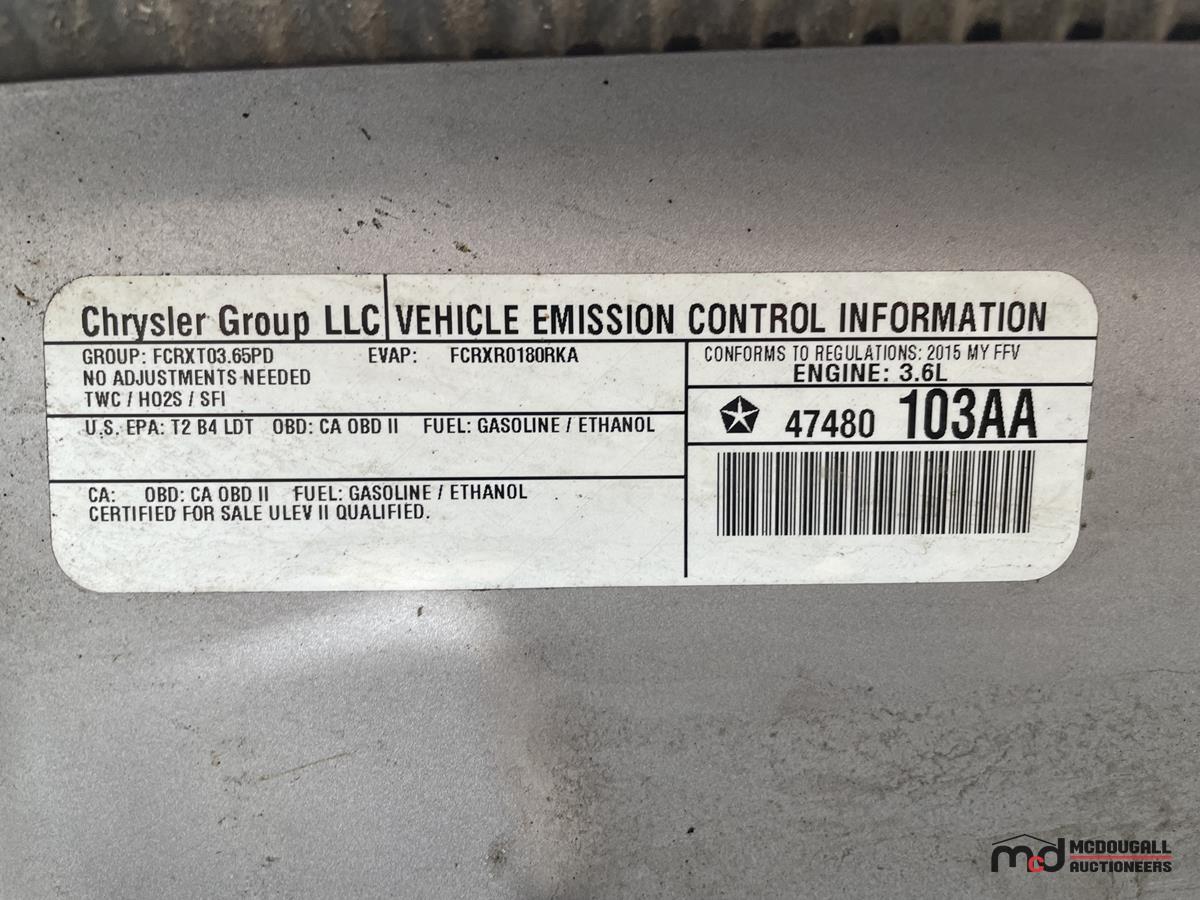 Chrysler Group LLC VEHICLE EMISSION CONTROL INFORMATION
GROUP: FCRXT03.65PD EVAP: FCRXR0180RKA
NO ADJUSTMENTS NEEDED
TWC / HO2S / SFI
U.S. EPA: T2 B4 LDT OBD: CA OBD II FUEL: GASOLINE / ETHANOL
CA: OBD: CA OBD II FUEL: GASOLINE / ETHANOL
CERTIFIED FOR SALE ULEV II QUALIFIED.
CONFORMS TO REGULATIONS: 2015 MY FFV
ENGINE: 3.6L
47480 103AA
mcd MCDOUGALL
AUCTIONEERS